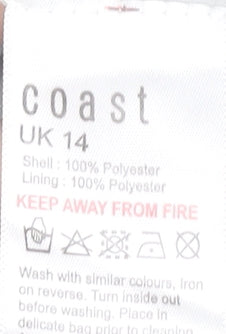 coast
UK 14
Shell : 100% Polyester
Lining : 100% Polyester
KEEP AWAY FROM FIRE
Wash with similar colours, Iron
on reverse. Turn inside out
before washing. Place in
delicate bag prior to cleaning